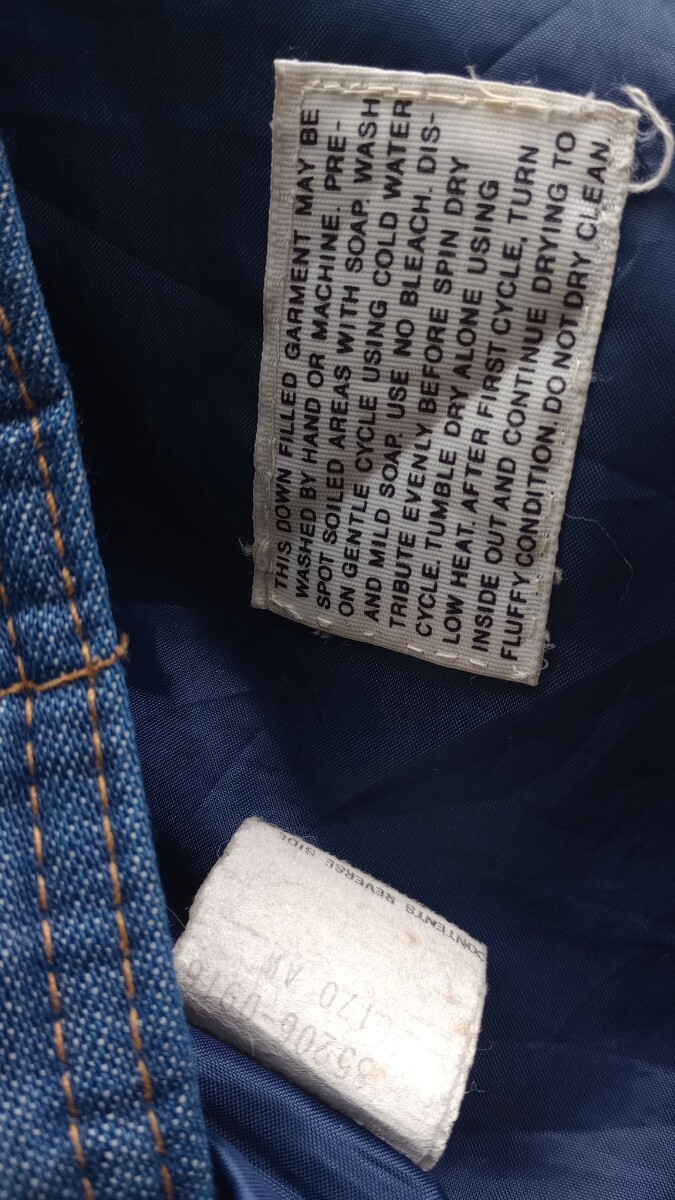 THIS DOWN FILLED GARMENT MAY BE
WASHED BY HAND OR MACHINE. PRE-
SPOT SOILED AREAS WITH SOAP. WASH
ON GENTLE CYCLE USING COLD WATER
AND MILD SOAP. USE NO BLEACH. DIS-
TRIBUTE EVENLY BEFORE SPIN DRY
CYCLE. TUMBLE DRY ALONE USING
LOW HEAT. AFTER FIRST CYCLE, TURN
INSIDE OUT AND CONTINUE DRYING TO
FLUFFY CONDITION. DO NOT DRY CLEAN.
CONTENTS REVERSE SIDE